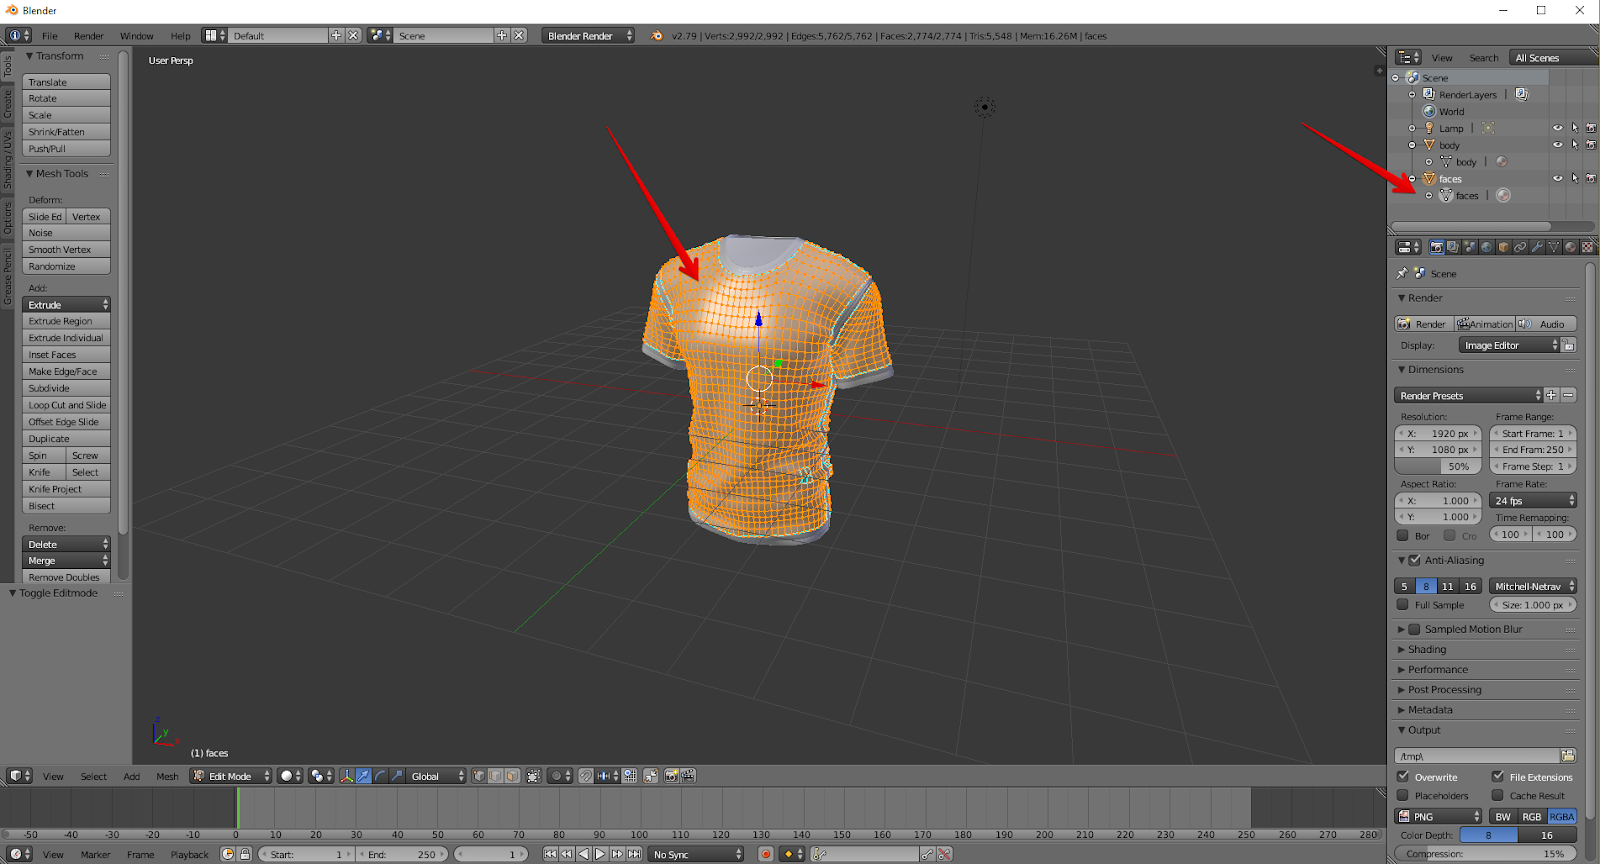 Blender
File Render Window Help Default Scene Blender Render v2.79 | Verts:2,992/2,992 | Edges:5,762/5,762 | Faces:2,774/2,774 | Tris:5,548 | Mem:16.26M | faces
Transform
Translate
Rotate
Scale
Shrink/Fatten
Push/Pull
Mesh Tools
Deform:
Slide Ed Vertex
Noise
Smooth Vertex
Randomize
Add:
Extrude
Extrude Region
Extrude Individual
Inset Faces
Make Edge/Face
Subdivide
Loop Cut and Slide
Offset Edge Slide
Duplicate
Spin Screw
Knife Select
Knife Project
Bisect
Remove:
Delete
Merge
Remove Doubles
Toggle Editmode
Tools
Create
Shading / UVs
Options
Grease Pencil
User Persp
z
y
x
(1) faces
View Select Add Mesh Edit Mode Global
-50 -40 -30 -20 -10 0 10 20 30 40 50 60 70 80 90 100 110 120 130 140 150 160 170 180 190 200 210 220 230 240 250 260 270 280
View Marker Frame Playback Start: 1 End: 250 1 No Sync
View Search All Scenes
Scene
RenderLayers |
World
Lamp |
body
body |
faces
faces |
Scene
Render
Render Animation Audio
Display: Image Editor
Dimensions
Render Presets
Resolution: Frame Range:
X: 1920 px Start Frame: 1
Y: 1080 px End Fram: 250
50% Frame Step: 1
Aspect Ratio: Frame Rate:
X: 1.000 24 fps
Y: 1.000 Time Remapping:
Bor Cro 100 100
Anti-Aliasing
5 8 11 16 Mitchell-Netrav
Full Sample Size: 1.000 px
Sampled Motion Blur
Shading
Performance
Post Processing
Metadata
Output
/tmp\
Overwrite File Extensions
Placeholders Cache Result
PNG BW RGB RGBA
Color Depth: 8 16
Compression: 15%